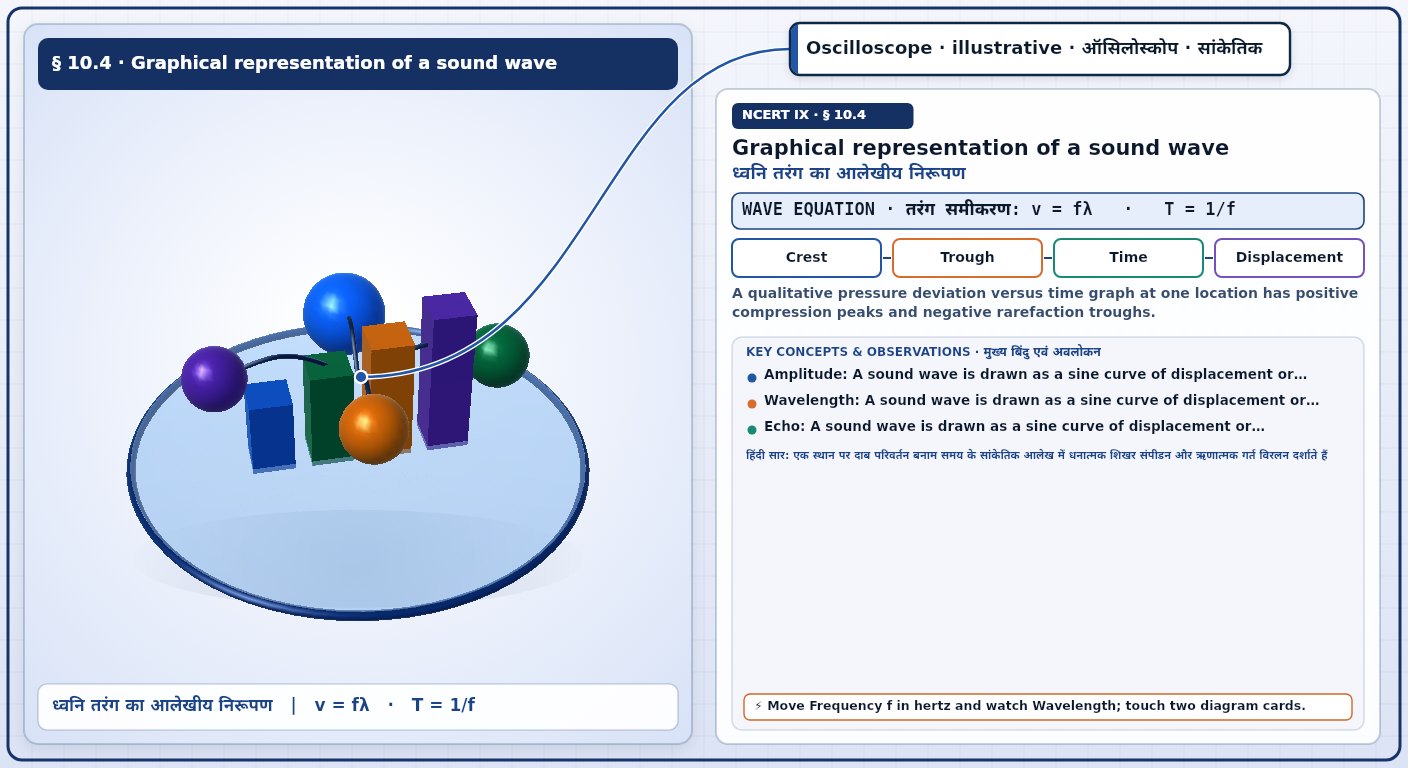 § 10.4 · Graphical representation of a sound wave
ध्वनि तरंग का आलेखीय निरूपण | v = fλ · T = 1/f
Oscilloscope · illustrative · ऑसिलोस्कोप · सांकेतिक
NCERT IX · § 10.4
Graphical representation of a sound wave
ध्वनि तरंग का आलेखीय निरूपण
WAVE EQUATION · तरंग समीकरण: v = fλ · T = 1/f
Crest
Trough
Time
Displacement
A qualitative pressure deviation versus time graph at one location has positive
compression peaks and negative rarefaction troughs.
KEY CONCEPTS & OBSERVATIONS · मुख्य बिंदु एवं अवलोकन
Amplitude: A sound wave is drawn as a sine curve of displacement or…
Wavelength: A sound wave is drawn as a sine curve of displacement or…
Echo: A sound wave is drawn as a sine curve of displacement or…
हिंदी सार: एक स्थान पर दाब परिवर्तन बनाम समय के सांकेतिक आलेख में धनात्मक शिखर संपीडन और ऋणात्मक गर्त विरलन दर्शाते हैं
⚡ Move Frequency f in hertz and watch Wavelength; touch two diagram cards.